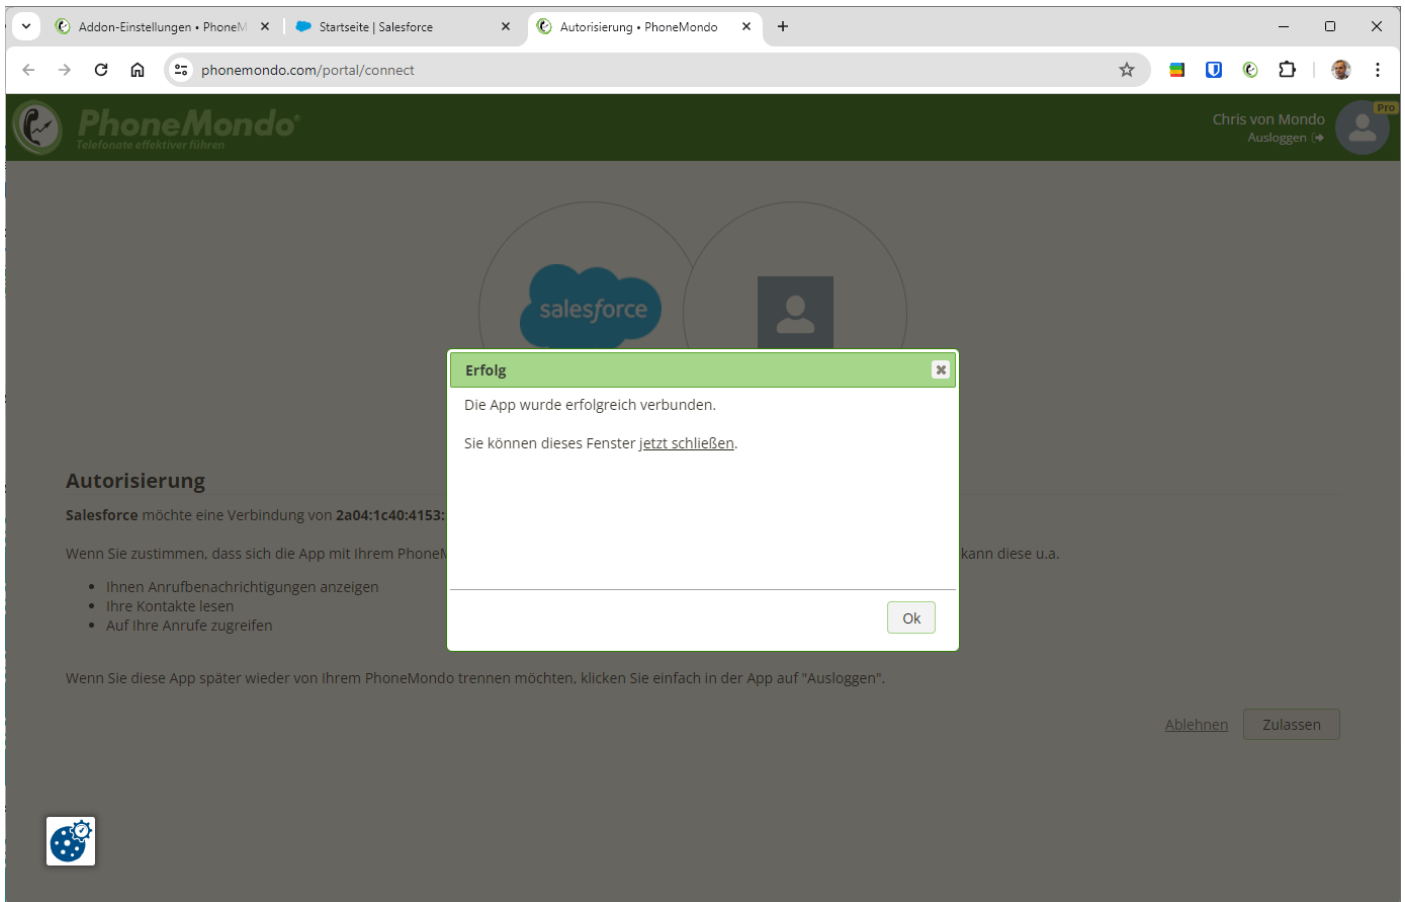 Addon-Einstellungen • PhoneM
Startseite | Salesforce
Autorisierung • PhoneMondo
phonemondo.com/portal/connect
PhoneMondo
Telefonate effektiver führen
Chris von Mondo
Ausloggen
Pro
salesforce
Erfolg
Die App wurde erfolgreich verbunden.
Sie können dieses Fenster jetzt schließen.
Ok
Autorisierung
Salesforce möchte eine Verbindung von 2a04:1c40:4153:
Wenn Sie zustimmen, dass sich die App mit Ihrem Phone kann diese u.a.
• Ihnen Anrufbenachrichtigungen anzeigen
• Ihre Kontakte lesen
• Auf Ihre Anrufe zugreifen
Wenn Sie diese App später wieder von Ihrem PhoneMondo trennen möchten, klicken Sie einfach in der App auf "Ausloggen".
Ablehnen Zulassen